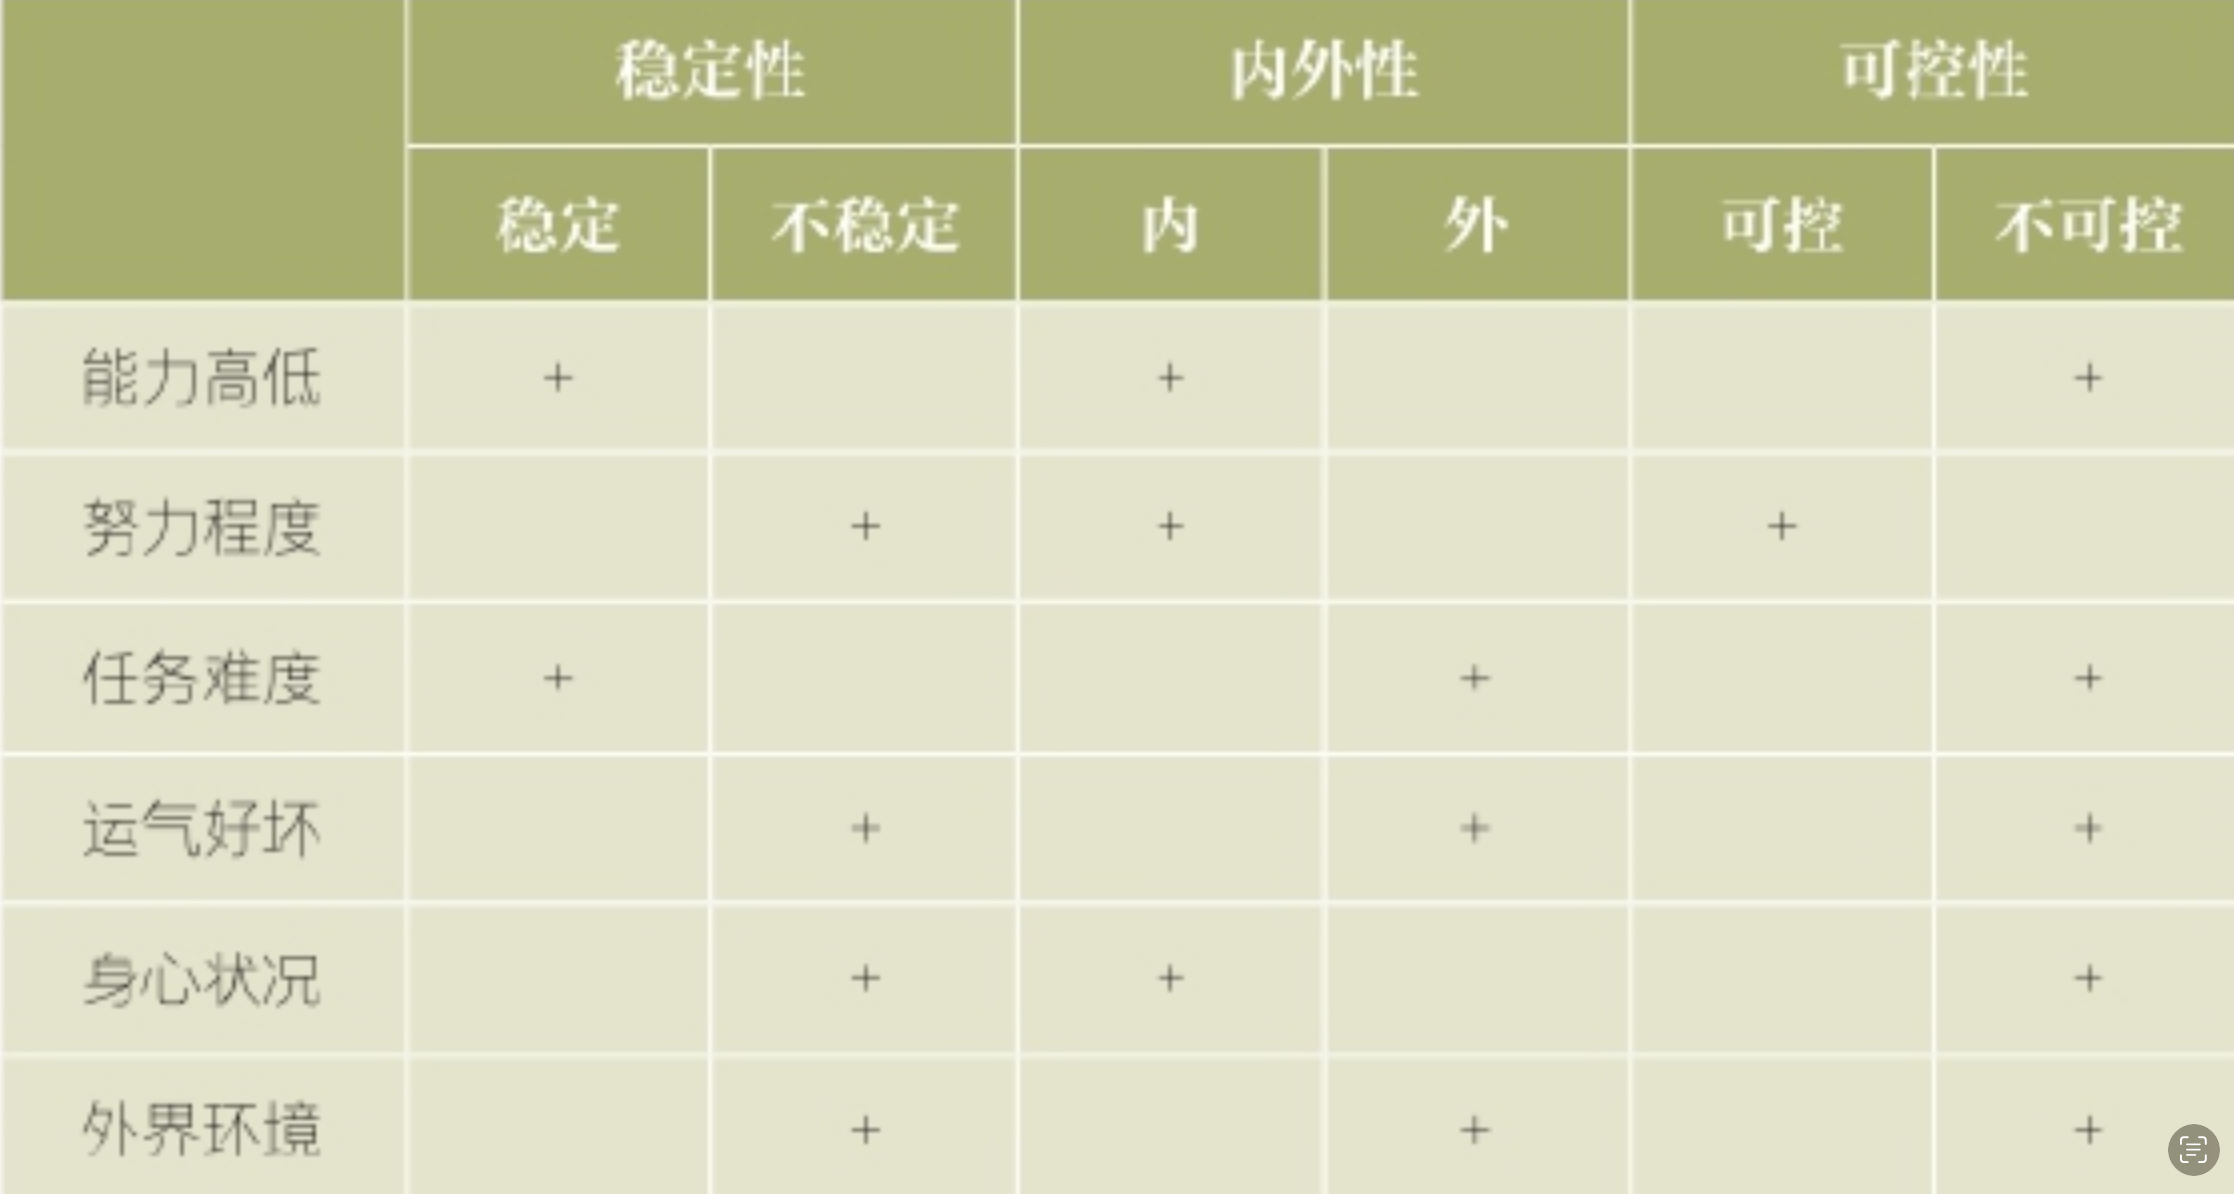 稳定性 内外性 可控性
稳定 不稳定 内 外 可控 不可控
能力高低 + + +
努力程度 + + +
任务难度 + + +
运气好坏 + + +
身心状况 + + +
外界环境 + + +